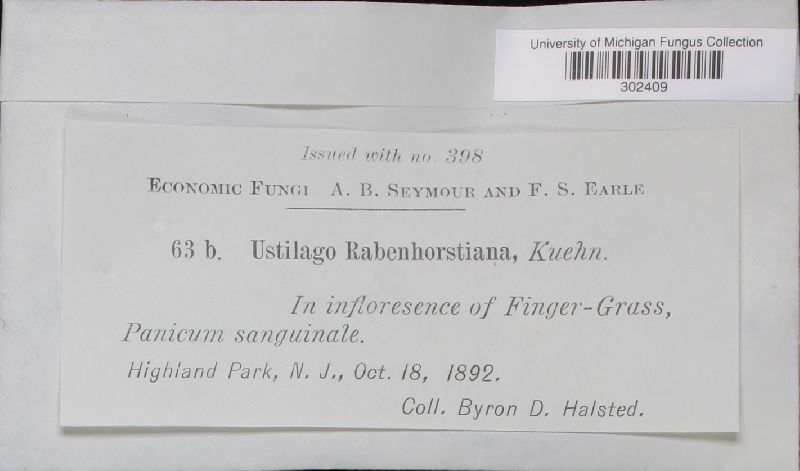 University of Michigan Fungus Collection
302409
Issued with no. 398
ECONOMIC FUNGI A. B. SEYMOUR AND F. S. EARLE
63 b. Ustilago Rabenhorstiana, Kuehn.
In infloresence of Finger-Grass,
Panicum sanguinale.
Highland Park, N. J., Oct. 18, 1892.
Coll. Byron D. Halsted.